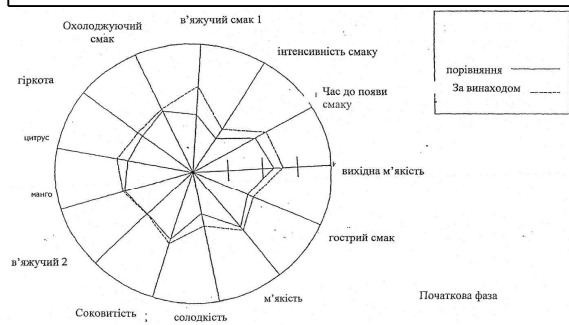 в’яжучий смак 1
Охолоджуючий
смак
інтенсивність смаку
гіркота
Час до появи
смаку
порівняння
За винаходом
цитрус
вихідна м’якість
манго
гострий смак
в’яжучий 2
м’якість
Початкова фаза
Соковитість ;
солодкість